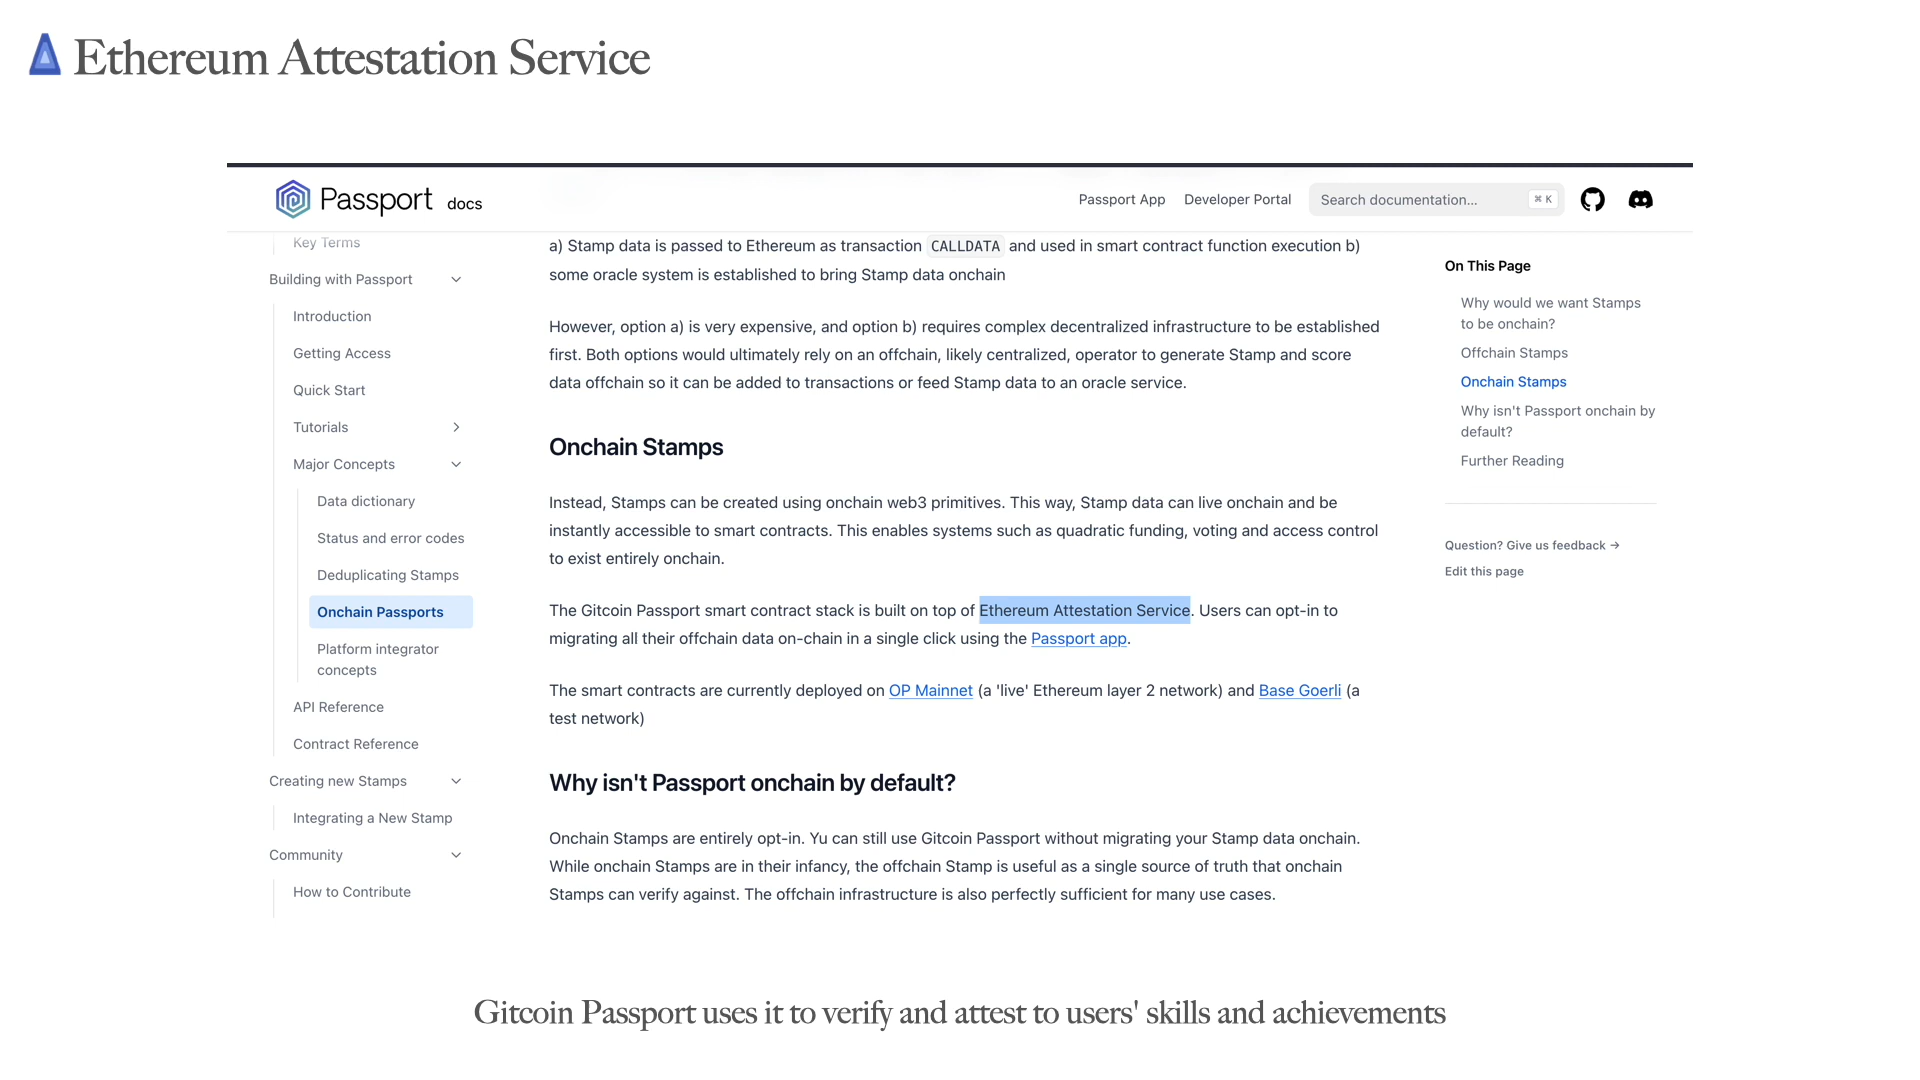 Ethereum Attestation Service
Passport docs
Passport App
Developer Portal
Search documentation...
⌘ K
Key Terms
Building with Passport
Introduction
Getting Access
Quick Start
Tutorials
Major Concepts
Data dictionary
Status and error codes
Deduplicating Stamps
Onchain Passports
Platform integrator
concepts
API Reference
Contract Reference
Creating new Stamps
Integrating a New Stamp
Community
How to Contribute
a) Stamp data is passed to Ethereum as transaction CALLDATA and used in smart contract function execution b)
some oracle system is established to bring Stamp data onchain
However, option a) is very expensive, and option b) requires complex decentralized infrastructure to be established
first. Both options would ultimately rely on an offchain, likely centralized, operator to generate Stamp and score
data offchain so it can be added to transactions or feed Stamp data to an oracle service.
Onchain Stamps
Instead, Stamps can be created using onchain web3 primitives. This way, Stamp data can live onchain and be
instantly accessible to smart contracts. This enables systems such as quadratic funding, voting and access control
to exist entirely onchain.
The Gitcoin Passport smart contract stack is built on top of Ethereum Attestation Service. Users can opt-in to
migrating all their offchain data on-chain in a single click using the Passport app.
The smart contracts are currently deployed on OP Mainnet (a 'live' Ethereum layer 2 network) and Base Goerli (a
test network)
Why isn't Passport onchain by default?
Onchain Stamps are entirely opt-in. Yu can still use Gitcoin Passport without migrating your Stamp data onchain.
While onchain Stamps are in their infancy, the offchain Stamp is useful as a single source of truth that onchain
Stamps can verify against. The offchain infrastructure is also perfectly sufficient for many use cases.
On This Page
Why would we want Stamps
to be onchain?
Offchain Stamps
Onchain Stamps
Why isn't Passport onchain by
default?
Further Reading
Question? Give us feedback →
Edit this page
Gitcoin Passport uses it to verify and attest to users' skills and achievements